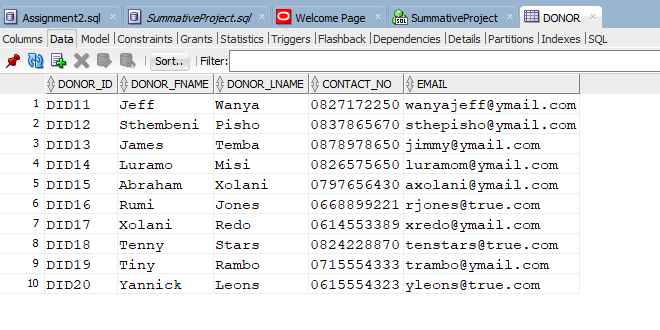 Assignment2.sql SummativeProject.sql Welcome Page SummativeProject DONOR
Columns Data Model Constraints Grants Statistics Triggers Flashback Dependencies Details Partitions Indexes SQL
Sort.. Filter:
DONOR_ID DONOR_FNAME DONOR_LNAME CONTACT_NO EMAIL
1 DID11 Jeff Wanya 0827172250 wanyajeff@ymail.com
2 DID12 Sthembeni Pisho 0837865670 sthepisho@ymail.com
3 DID13 James Temba 0878978650 jimmy@ymail.com
4 DID14 Luramo Misi 0826575650 luramom@ymail.com
5 DID15 Abraham Xolani 0797656430 axolani@ymail.com
6 DID16 Rumi Jones 0668899221 rjones@true.com
7 DID17 Xolani Redo 0614553389 xredo@ymail.com
8 DID18 Tenny Stars 0824228870 tenstars@true.com
9 DID19 Tiny Rambo 0715554333 trambo@ymail.com
10 DID20 Yannick Leons 0615554323 yleons@true.com